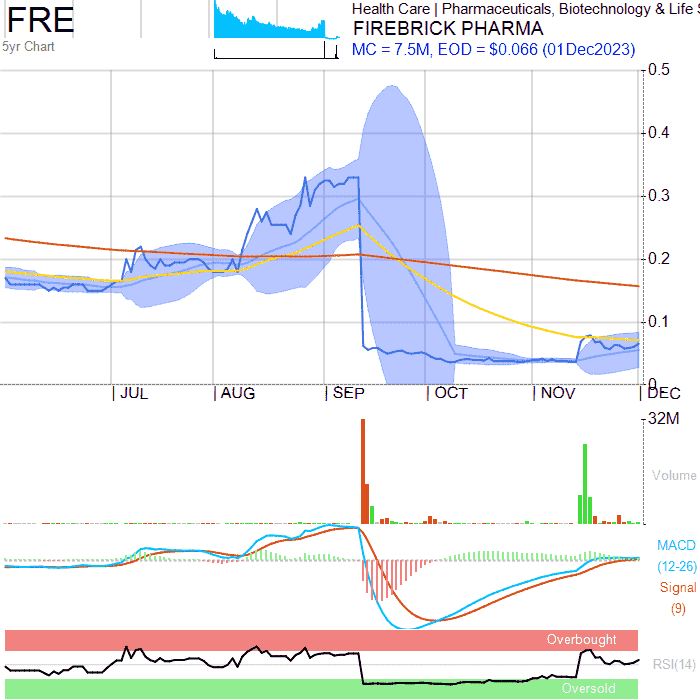 FRE
5yr Chart
Health Care | Pharmaceuticals, Biotechnology & Life S
FIREBRICK PHARMA
MC = 7.5M, EOD = $0.066 (01Dec2023)
0.5
0.4
0.3
0.2
0.1
0
JUL AUG SEP OCT NOV DEC
32M
Volume
MACD
(12-26)
Signal
(9)
Overbought
RSI(14)
Oversold